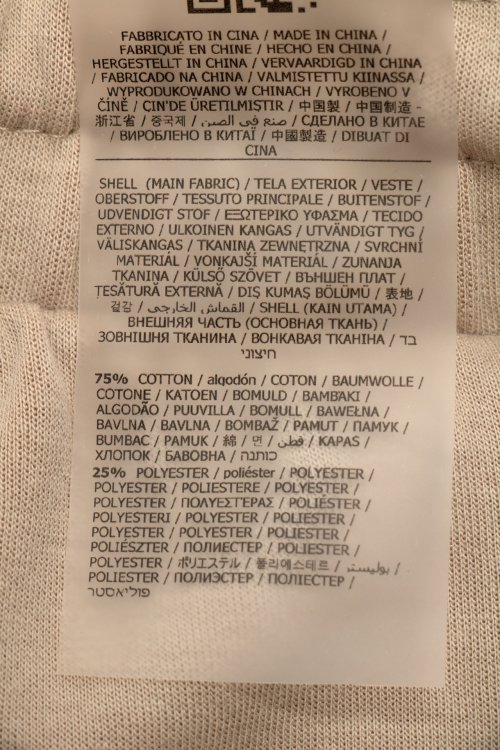 FABBRICATO IN CINA / MADE IN CHINA /
FABRIQUÉ EN CHINE / HECHO EN CHINA /
HERGESTELLT IN CHINA / VERVAARDIGD IN CHINA
/ FABRICADO NA CHINA / VALMISTETTU KIINASSA /
WYPRODUKOWANO W CHINACH / VYROBENO V
ČÍNĚ / ÇIN'DE ÜRETILMIŞTIR / 中国製 / 中国制造 -
浙江省 / 중국제 / صنع في الصين / СДЕЛАНО В КИТАЕ
/ ВИРОБЛЕНО В КИТАЇ / 中國製造 / DIBUAT DI
CINA
SHELL (MAIN FABRIC) / TELA EXTERIOR / VESTE /
OBERSTOFF / TESSUTO PRINCIPALE / BUITENSTOF /
UDVENDIGT STOF / ΕΞΩΤΕΡΙΚΟ ΥΦΑΣΜΑ / TECIDO
EXTERNO / ULKOINEN KANGAS / UTVÄNDIGT TYG /
VÄLISKANGAS / TKANINA ZEWNĘTRZNA / SVRCHNÍ
MATERIÁL / VONKAJŠÍ MATERIÁL / ZUNANJA
TKANINA / KÜLSŐ SZÖVET / ВЪНШЕН ПЛАТ /
ȚESĂTURĂ EXTERNĂ / DIŞ KUMAŞ BÖLÜMÜ / 表地 /
겉감 / القماش الخارجي / SHELL (KAIN UTAMA) /
ВНЕШНЯЯ ЧАСТЬ (ОСНОВНАЯ ТКАНЬ) /
ЗОВНІШНЯ ТКАНИНА / ВОНКАВАЯ ТКАНІНА / בד
חיצוני
75% COTTON / algodón / COTON / BAUMWOLLE /
COTONE / KATOEN / BOMULD / ΒΑΜΒΑΚΙ /
ALGODÃO / PUUVILLA / BOMULL / BAWEŁNA /
BAVLNA / BAVLNA / BOMBAŽ / PAMUT / ПАМУК /
BUMBAC / PAMUK / 綿 / 면 / قطن / KAPAS /
ХЛОПОК / БАВОВНА / כותנה
25% POLYESTER / poliéster / POLYESTER /
POLYESTER / POLIESTERE / POLYESTER /
POLYESTER / ΠΟΛΥΕΣΤΕΡΑΣ / POLIÉSTER /
POLYESTERI / POLYESTER / POLIESTER /
POLYESTER / POLYESTER / POLIESTER /
POLIÉSZTER / ПОЛИЕСТЕР / POLIESTER /
POLYESTER / ポリエステル / 폴리에스테르 / بوليستر /
POLIESTER / ПОЛИЭСТЕР / ПОЛІЕСТЕР /
פוליאסטר